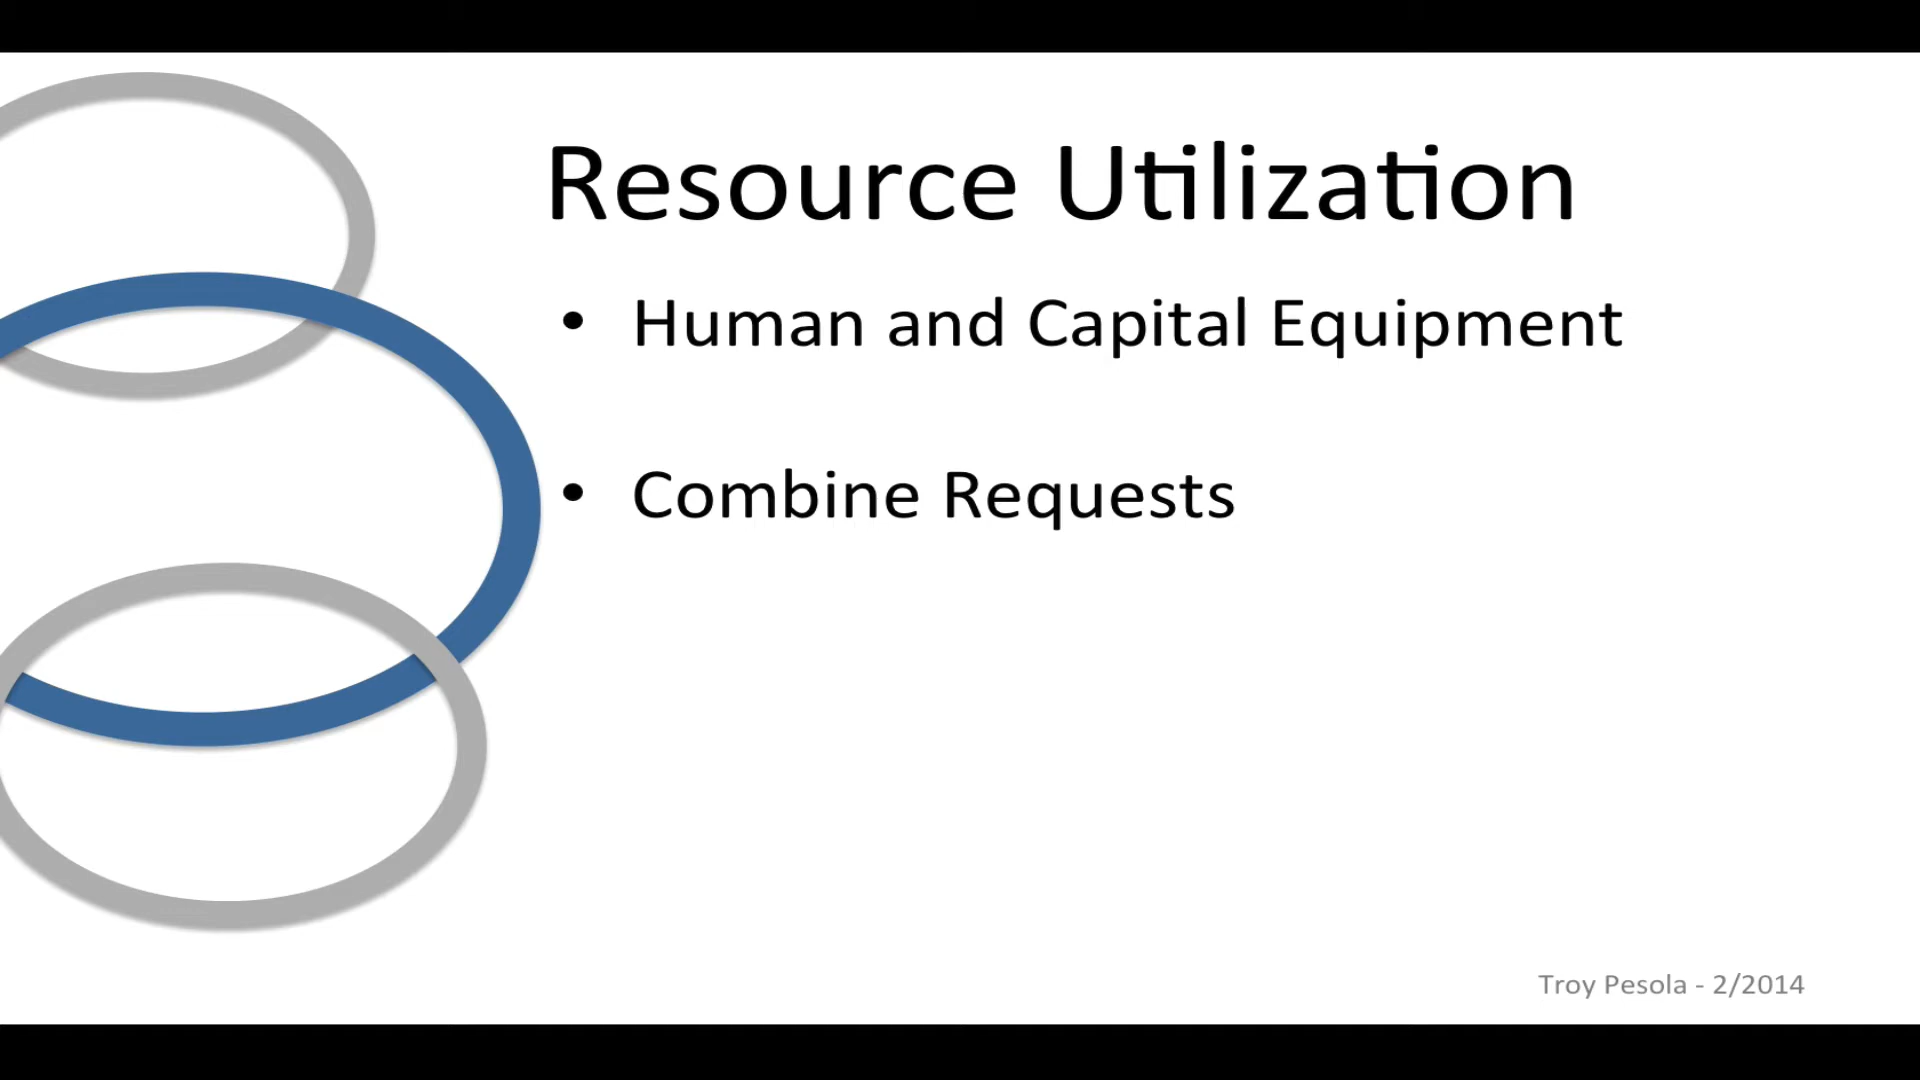 Resource Utilization
• Human and Capital Equipment
• Combine Requests
Troy Pesola - 2/2014